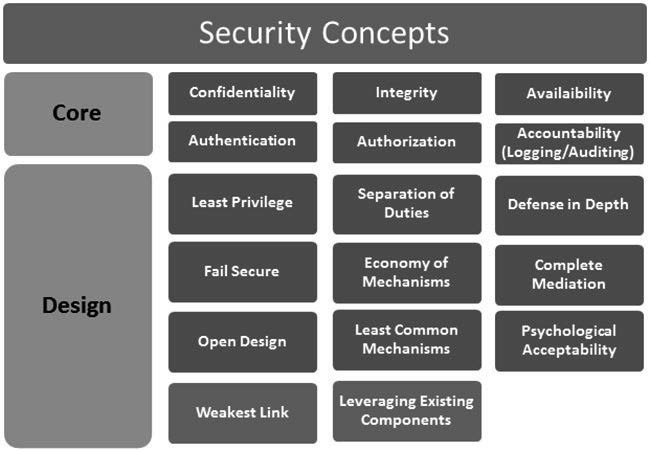 Security Concepts
Core
Confidentiality
Integrity
Availaibility
Authentication
Authorization
Accountability
(Logging/Auditing)
Design
Least Privilege
Separation of
Duties
Defense in Depth
Fail Secure
Economy of
Mechanisms
Complete
Mediation
Open Design
Least Common
Mechanisms
Psychological
Acceptability
Weakest Link
Leveraging Existing
Components